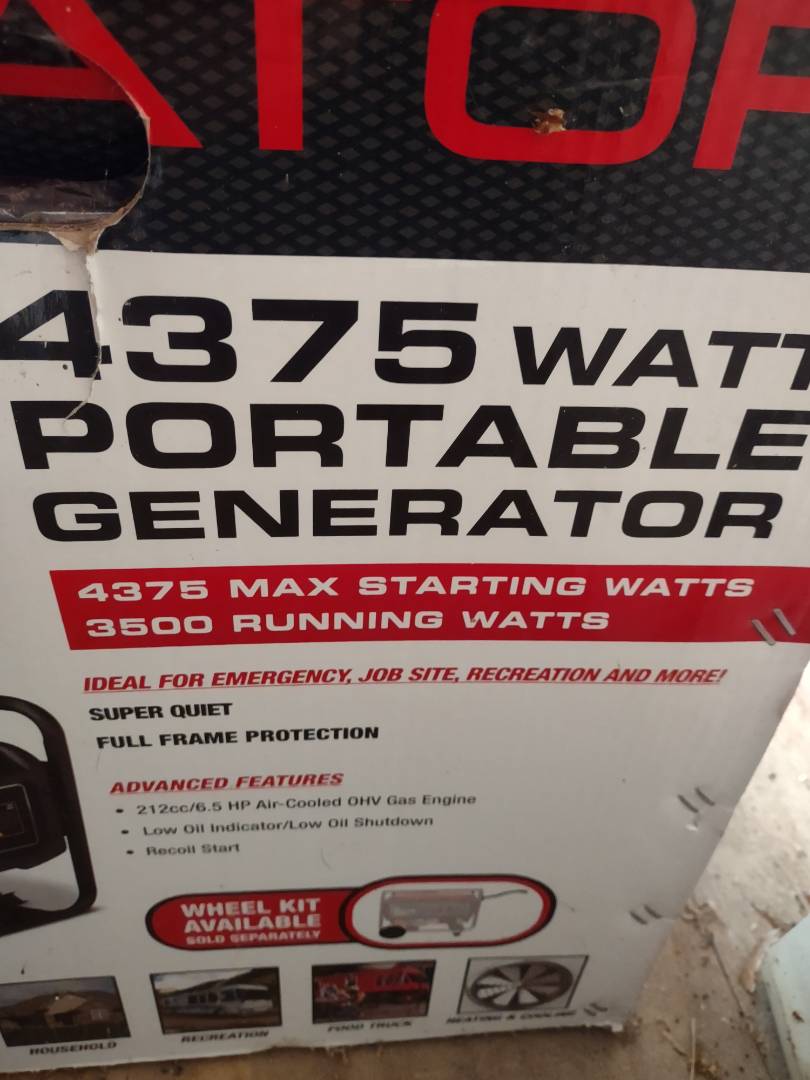 ATOR
4375 WATT
PORTABLE
GENERATOR
4375 MAX STARTING WATTS
3500 RUNNING WATTS
IDEAL FOR EMERGENCY, JOB SITE, RECREATION AND MORE!
SUPER QUIET
FULL FRAME PROTECTION
ADVANCED FEATURES
• 212cc/6.5 HP Air-Cooled OHV Gas Engine
• Low Oil Indicator/Low Oil Shutdown
• Recoil Start
WHEEL KIT
AVAILABLE
SOLD SEPARATELY
HOUSEHOLD
RECREATION
FOOD TRUCK
HEATING & COOLING